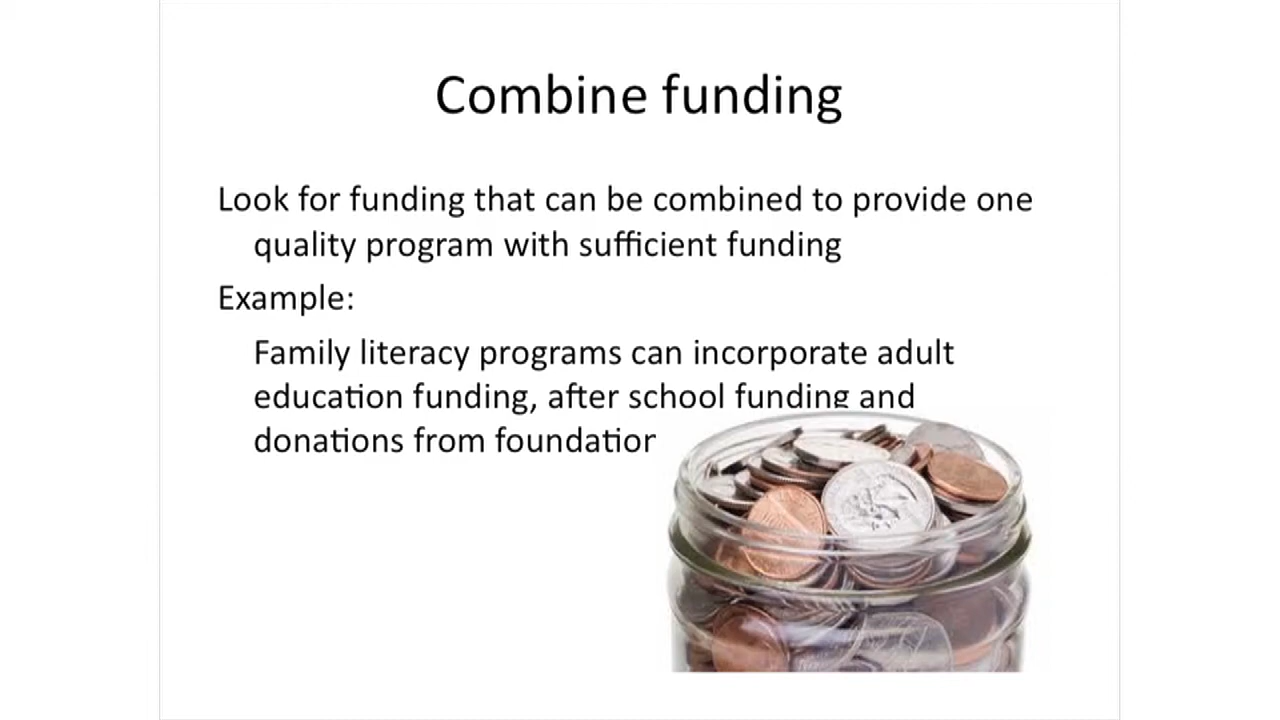 Combine funding
Look for funding that can be combined to provide one
quality program with sufficient funding
Example:
Family literacy programs can incorporate adult
education funding, after school funding and
donations from